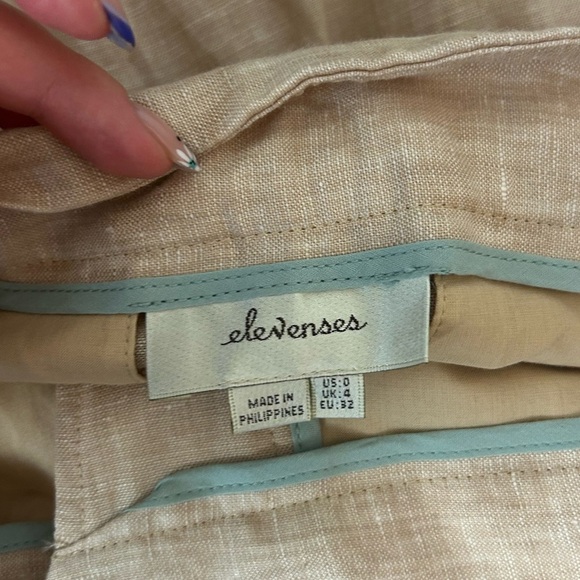 elevenses
MADE IN
PHILIPPINES
US:0
UK:4
EU:32